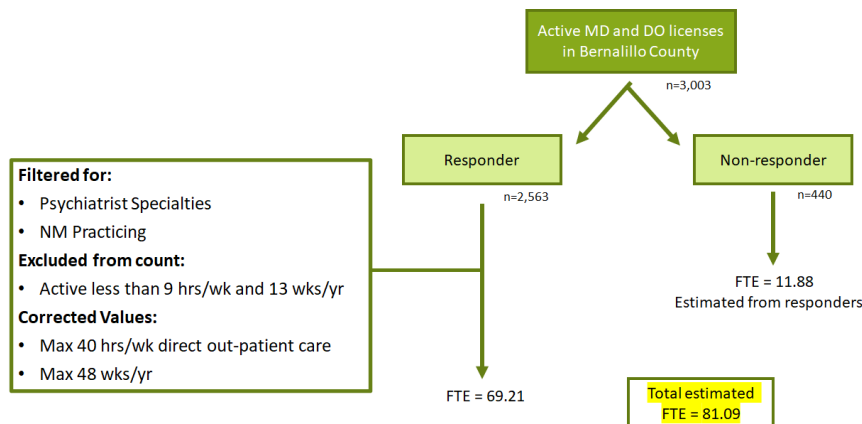 Active MD and DO licenses
in Bernalillo County
n=3,003
Responder
n=2,563
Non-responder
n=440
Filtered for:
• Psychiatrist Specialties
• NM Practicing
Excluded from count:
• Active less than 9 hrs/wk and 13 wks/yr
Corrected Values:
• Max 40 hrs/wk direct out-patient care
• Max 48 wks/yr
FTE = 11.88
Estimated from responders
FTE = 69.21
Total estimated
FTE = 81.09